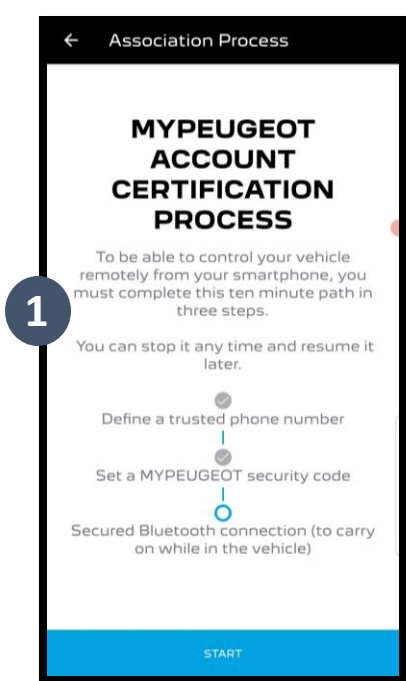 Association Process
MYPEUGEOT
ACCOUNT
CERTIFICATION
PROCESS
To be able to control your vehicle
remotely from your smartphone, you
must complete this ten minute path in
three steps.
1
You can stop it any time and resume it
later.
Define a trusted phone number
Set a MYPEUGEOT security code
Secured Bluetooth connection (to carry
on while in the vehicle)
START